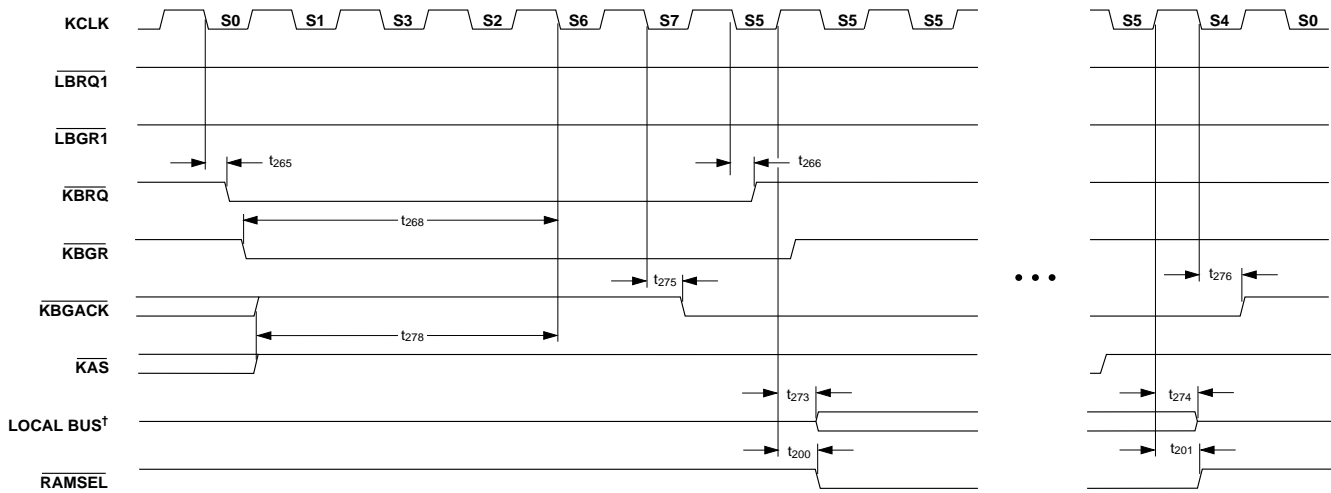 KCLK S0 S1 S3 S2 S6 S7 S5 S5 S5 S5 S4 S0
LBRQ1
LBGR1
t265 t266
KBRQ
t268
KBGR
t275 • • • t276
KBGACK
t278
KAS
t273 t274
LOCAL BUS†
t200 t201
RAMSEL